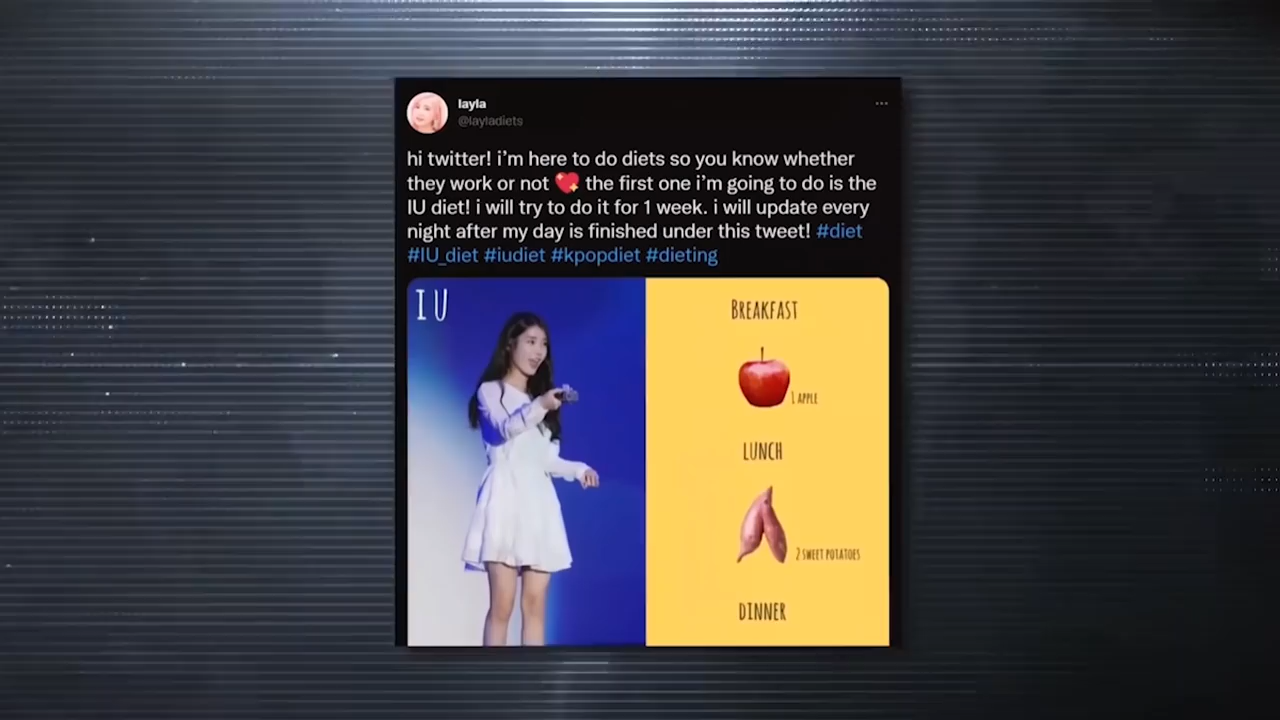 layla
@layladiets
hi twitter! i'm here to do diets so you know whether
they work or not 💖 the first one i'm going to do is the
IU diet! i will try to do it for 1 week. i will update every
night after my day is finished under this tweet! #diet
#IU_diet #iudiet #kpopdiet #dieting
IU
BREAKFAST
1 APPLE
LUNCH
2 SWEET POTATOES
DINNER